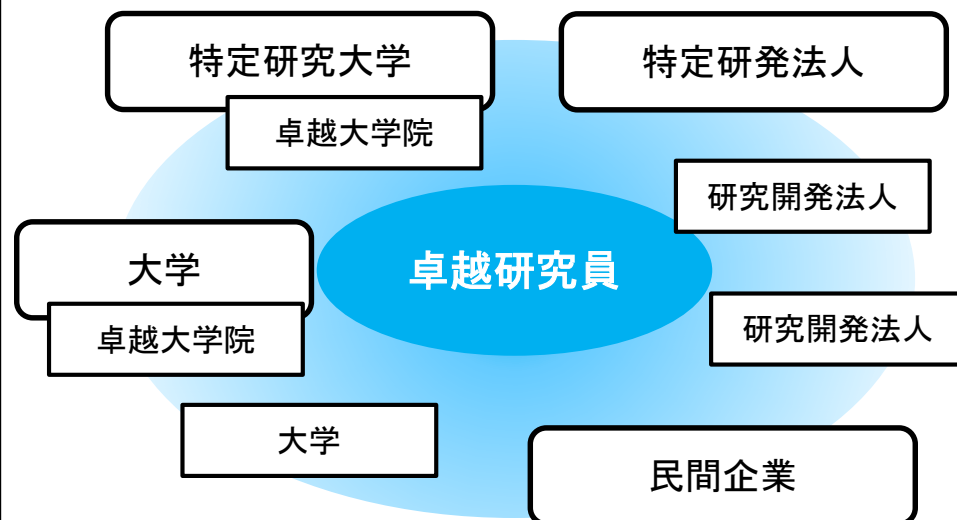 特定研究大学
卓越大学院
特定研発法人
研究開発法人
大学
卓越大学院
卓越研究員
研究開発法人
大学
民間企業